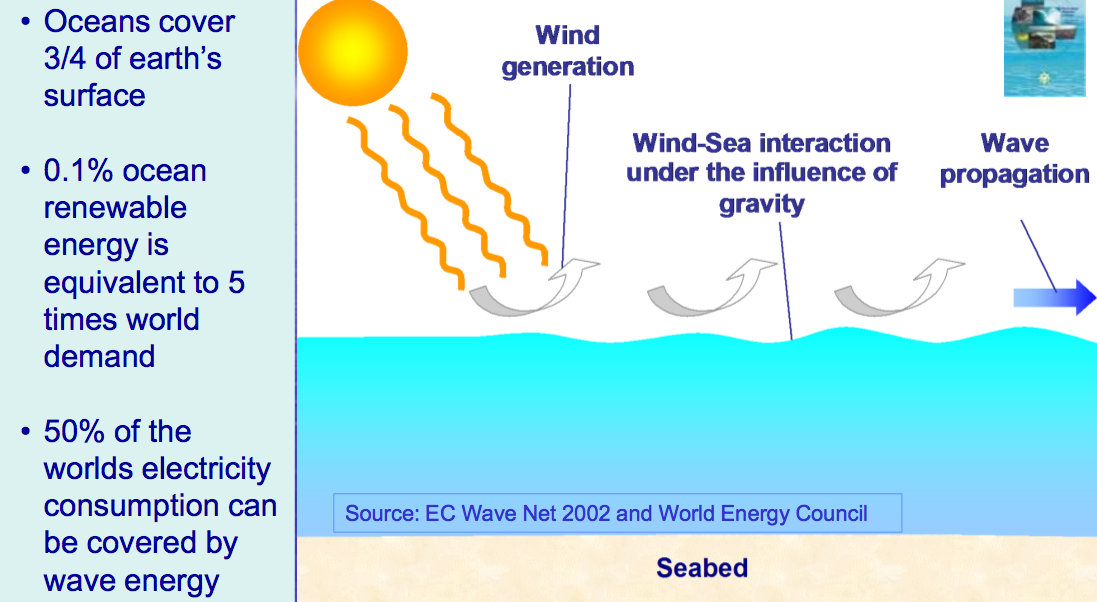 • Oceans cover
3/4 of earth's
surface
• 0.1% ocean
renewable
energy is
equivalent to 5
times world
demand
• 50% of the
worlds electricity
consumption can
be covered by
wave energy
Wind
generation
Wind-Sea interaction
under the influence of
gravity
Wave
propagation
Source: EC Wave Net 2002 and World Energy Council
Seabed